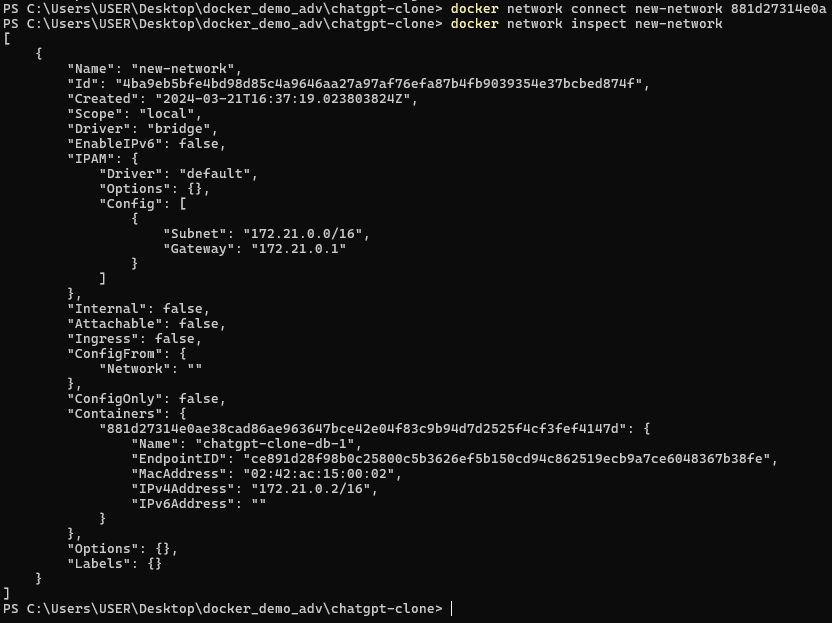 PS C:\Users\USER\Desktop\docker_demo_adv\chatgpt-clone> docker network connect new-network 881d27314e0a
PS C:\Users\USER\Desktop\docker_demo_adv\chatgpt-clone> docker network inspect new-network
[
    {
        "Name": "new-network",
        "Id": "4ba9eb5bfe4bd98d85c4a9646aa27a97af76efa87b4fb9039354e37bcbed874f",
        "Created": "2024-03-21T16:37:19.023803824Z",
        "Scope": "local",
        "Driver": "bridge",
        "EnableIPv6": false,
        "IPAM": {
            "Driver": "default",
            "Options": {},
            "Config": [
                {
                    "Subnet": "172.21.0.0/16",
                    "Gateway": "172.21.0.1"
                }
            ]
        },
        "Internal": false,
        "Attachable": false,
        "Ingress": false,
        "ConfigFrom": {
            "Network": ""
        },
        "ConfigOnly": false,
        "Containers": {
            "881d27314e0ae38cad86ae963647bce42e04f83c9b94d7d2525f4cf3fef4147d": {
                "Name": "chatgpt-clone-db-1",
                "EndpointID": "ce891d28f98b0c25800c5b3626ef5b150cd94c862519ecb9a7ce6048367b38fe",
                "MacAddress": "02:42:ac:15:00:02",
                "IPv4Address": "172.21.0.2/16",
                "IPv6Address": ""
            }
        },
        "Options": {},
        "Labels": {}
    }
]
PS C:\Users\USER\Desktop\docker_demo_adv\chatgpt-clone>